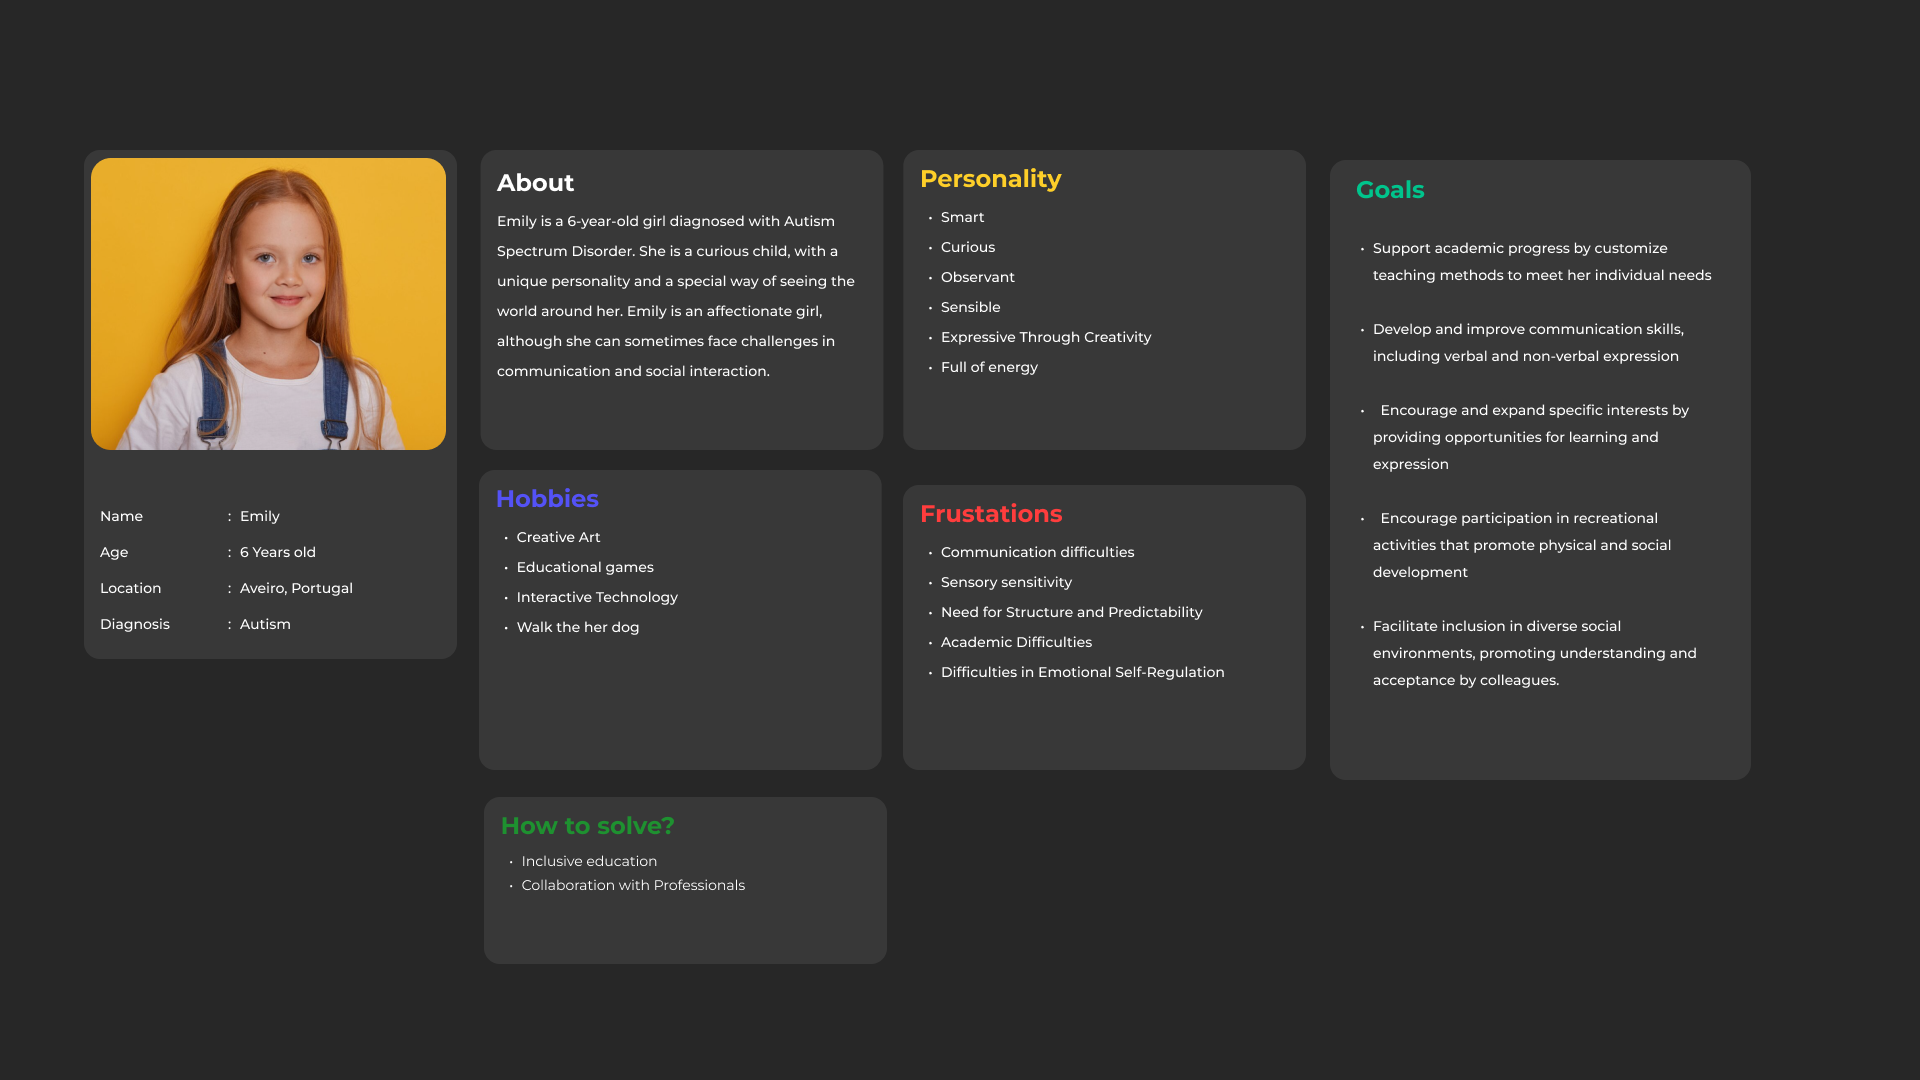 Name : Emily
Age : 6 Years old
Location : Aveiro, Portugal
Diagnosis : Autism
About
Emily is a 6-year-old girl diagnosed with Autism
Spectrum Disorder. She is a curious child, with a
unique personality and a special way of seeing the
world around her. Emily is an affectionate girl,
although she can sometimes face challenges in
communication and social interaction.
Hobbies
• Creative Art
• Educational games
• Interactive Technology
• Walk the her dog
How to solve?
• Inclusive education
• Collaboration with Professionals
Personality
• Smart
• Curious
• Observant
• Sensible
• Expressive Through Creativity
• Full of energy
Frustations
• Communication difficulties
• Sensory sensitivity
• Need for Structure and Predictability
• Academic Difficulties
• Difficulties in Emotional Self-Regulation
Goals
• Support academic progress by customize
teaching methods to meet her individual needs
• Develop and improve communication skills,
including verbal and non-verbal expression
• Encourage and expand specific interests by
providing opportunities for learning and
expression
• Encourage participation in recreational
activities that promote physical and social
development
• Facilitate inclusion in diverse social
environments, promoting understanding and
acceptance by colleagues.